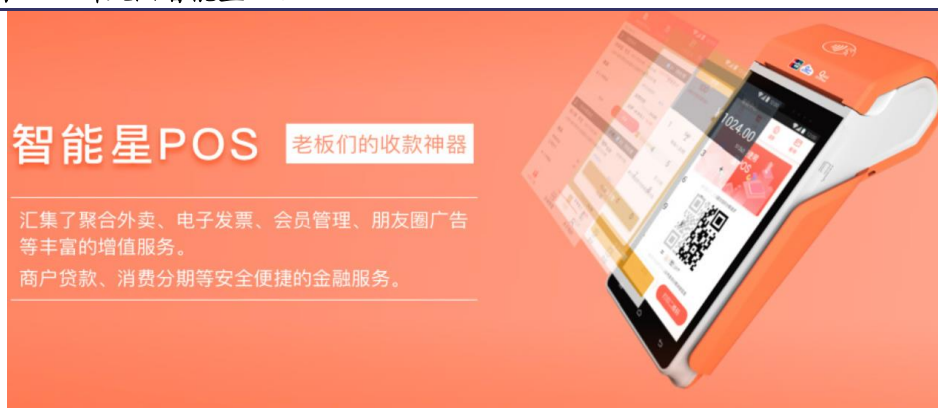 智能星POS
老板们的收款神器
汇集了聚合外卖、电子发票、会员管理、朋友圈广告
等丰富的增值服务。
商户贷款、消费分期等安全便捷的金融服务。
1024.00